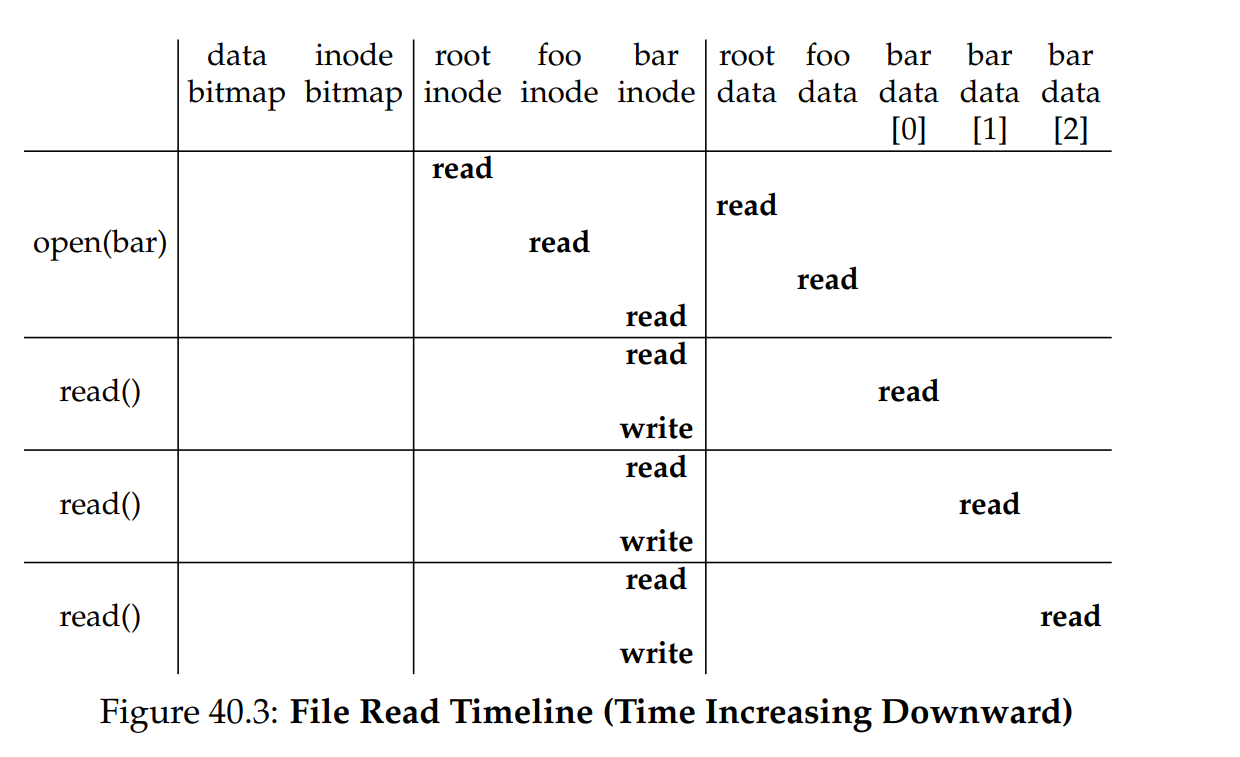 data inode root foo bar root foo bar bar bar
bitmap bitmap inode inode inode data data data data data
[0] [1] [2]
read
read
open(bar) read
read
read
read
read() read
write
read
read() read
write
read
read() read
write
Figure 40.3: File Read Timeline (Time Increasing Downward)